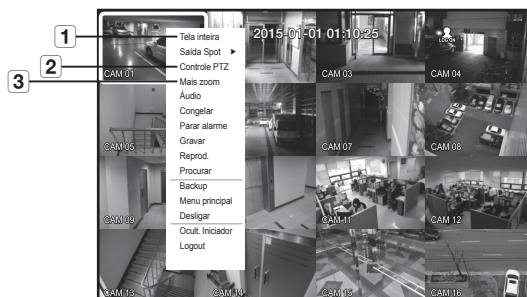 1
2
3
Tela inteira
Saída Spot
Controle PTZ
Mais zoom
Áudio
Congelar
Parar alarme
Gravar
Reprod.
Procurar
Backup
Menu principal
Desligar
Ocult. Iniciador
Logout
2015-01-01 01:10:25
LOG ON
CAM 01
CAM 03
CAM 04
CAM 05
CAM 07
CAM 08
CAM 09
CAM 11
CAM 12
CAM 13
CAM 14
CAM 15
CAM 16